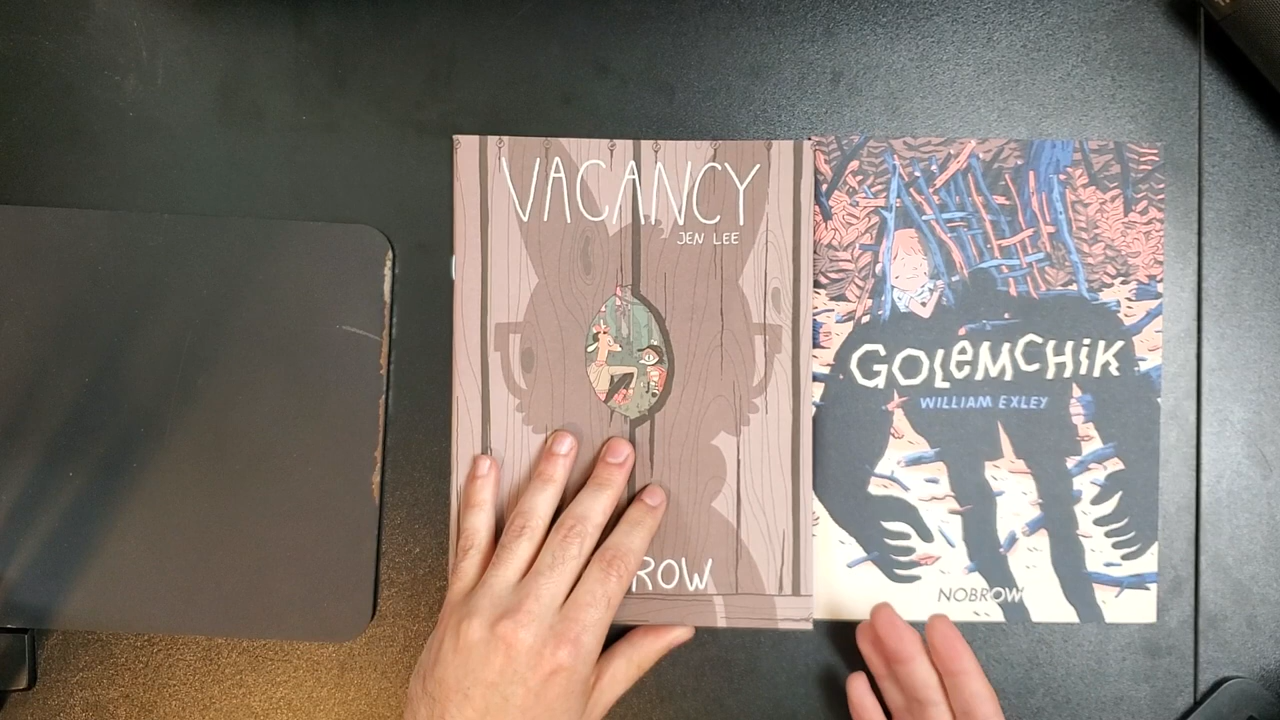 VACANCY
JEN LEE
ROW
GOLEMCHIK
WILLIAM EXLEY
NOBROW